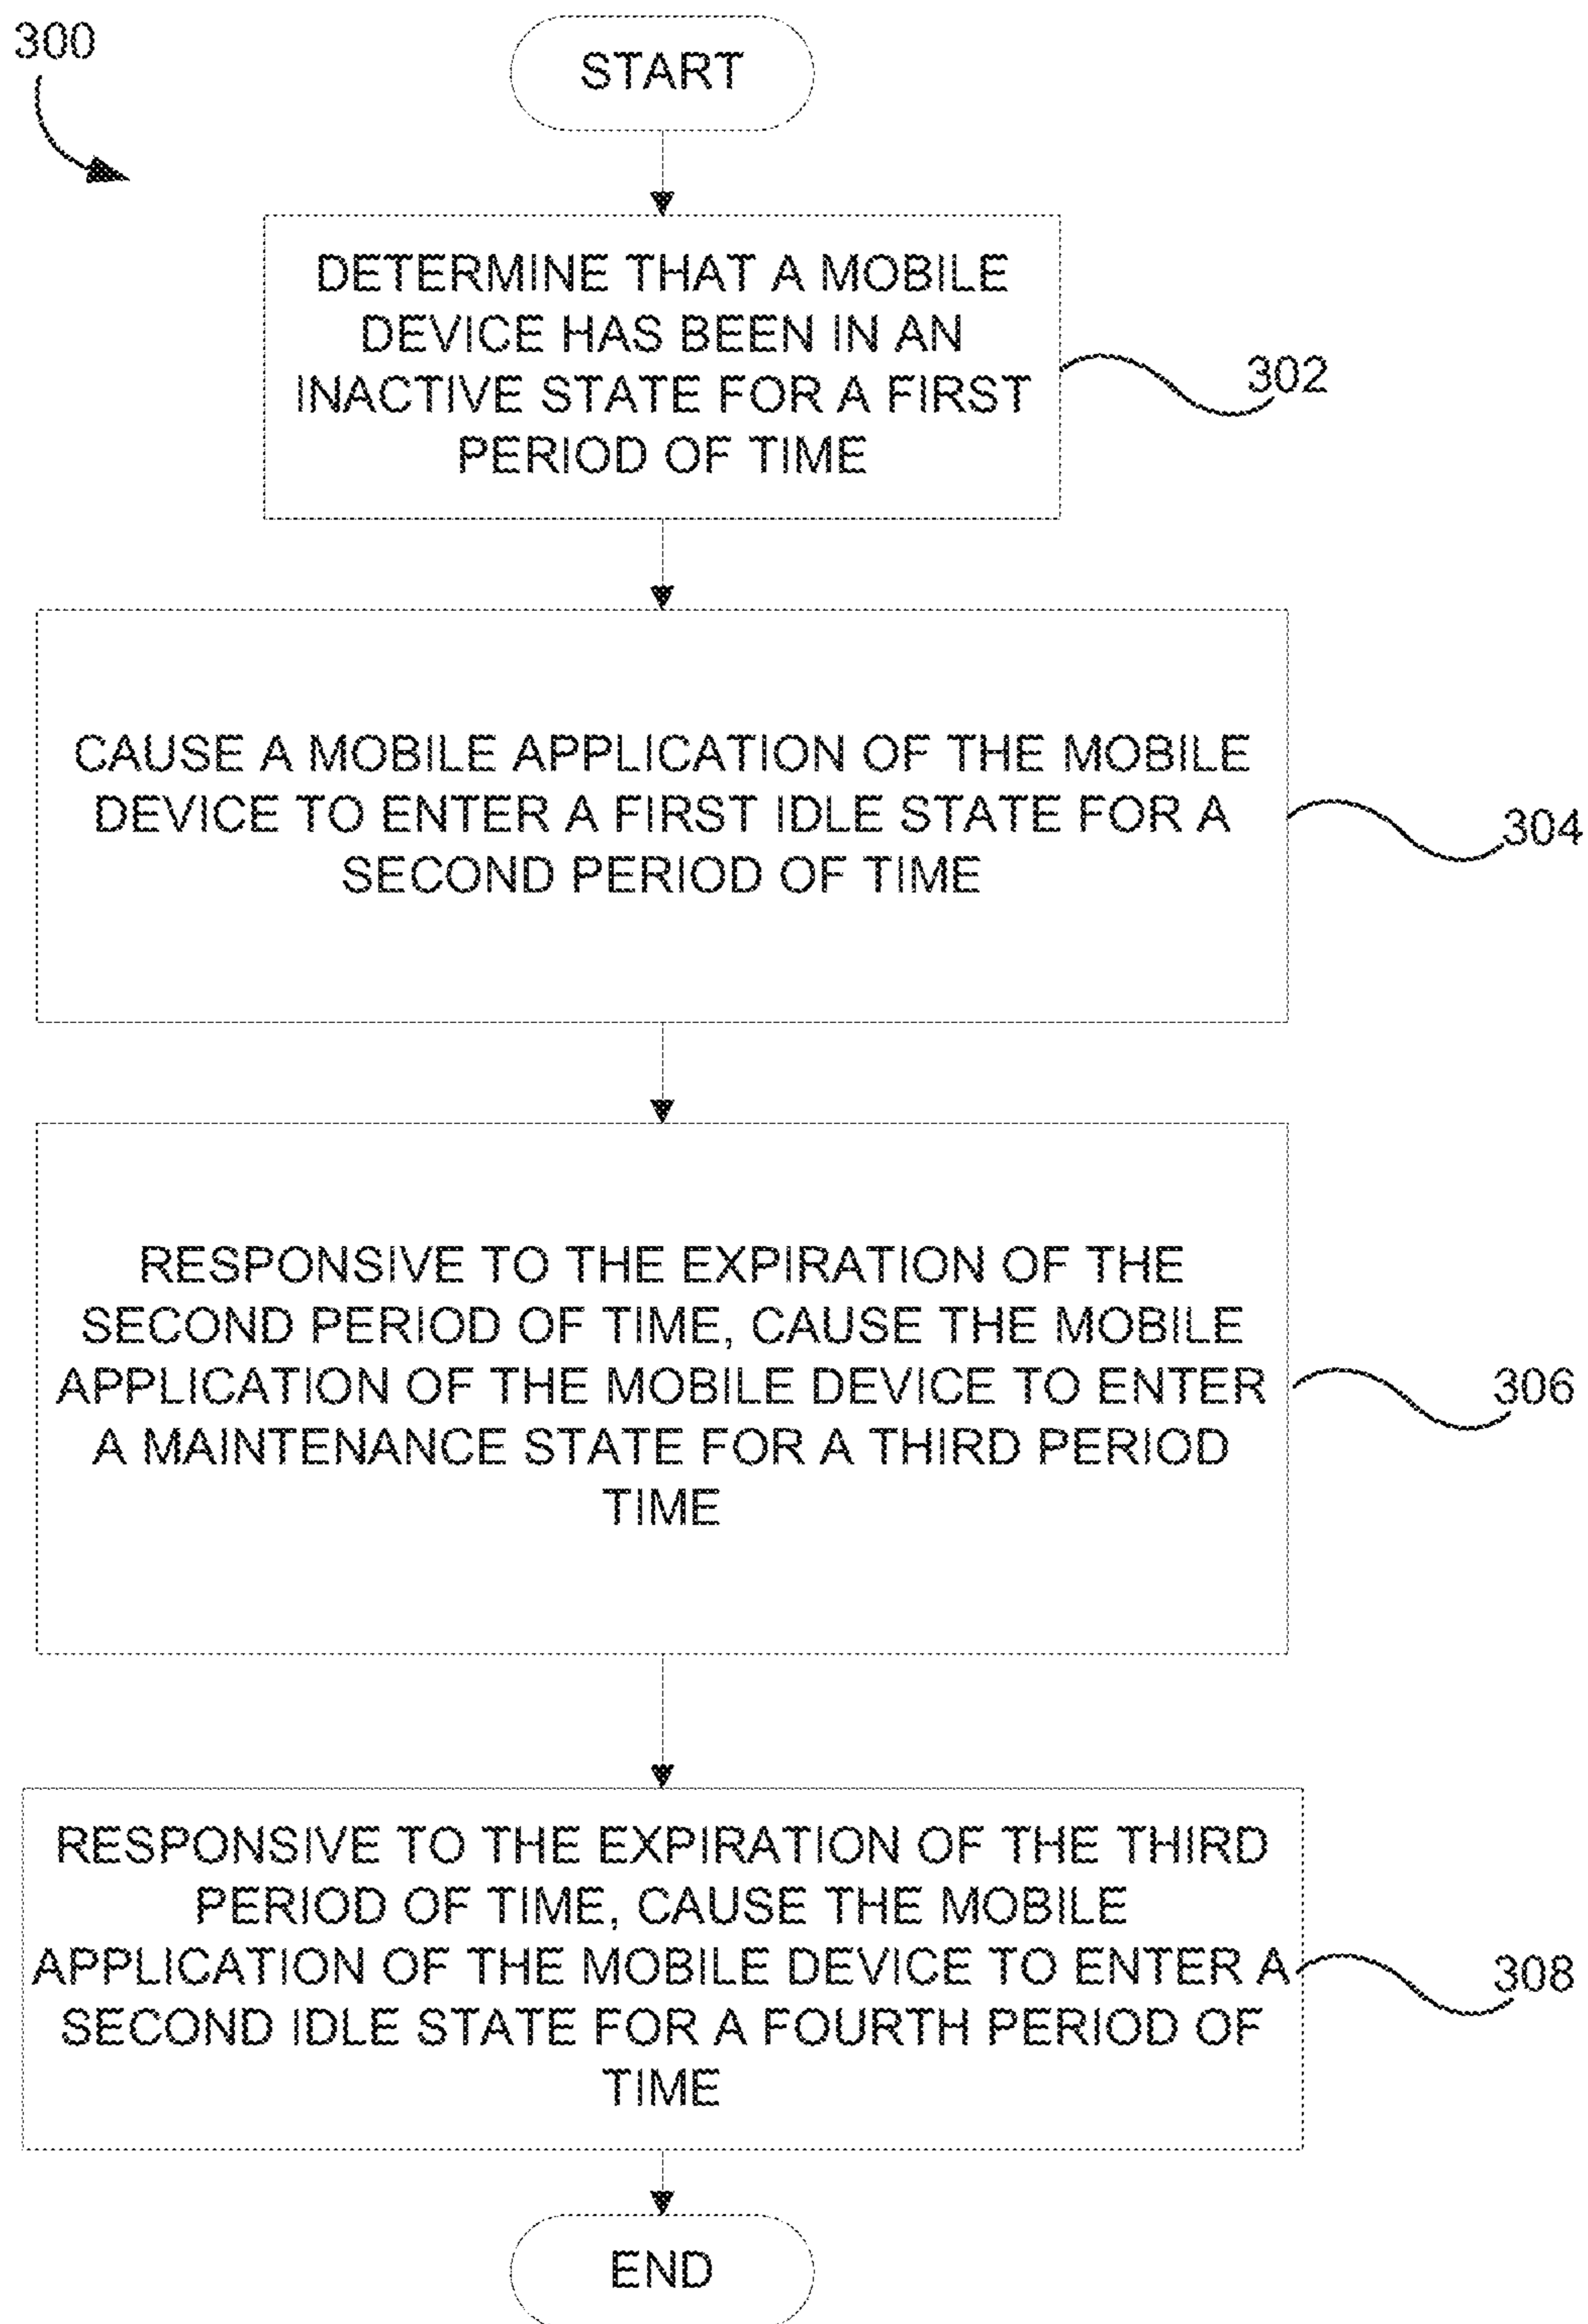 300
START
DETERMINE THAT A MOBILE
DEVICE HAS BEEN IN AN
INACTIVE STATE FOR A FIRST
PERIOD OF TIME
302
CAUSE A MOBILE APPLICATION OF THE MOBILE
DEVICE TO ENTER A FIRST IDLE STATE FOR A
SECOND PERIOD OF TIME
304
RESPONSIVE TO THE EXPIRATION OF THE
SECOND PERIOD OF TIME, CAUSE THE MOBILE
APPLICATION OF THE MOBILE DEVICE TO ENTER
A MAINTENANCE STATE FOR A THIRD PERIOD
TIME
306
RESPONSIVE TO THE EXPIRATION OF THE THIRD
PERIOD OF TIME, CAUSE THE MOBILE
APPLICATION OF THE MOBILE DEVICE TO ENTER A
SECOND IDLE STATE FOR A FOURTH PERIOD OF
TIME
308
END